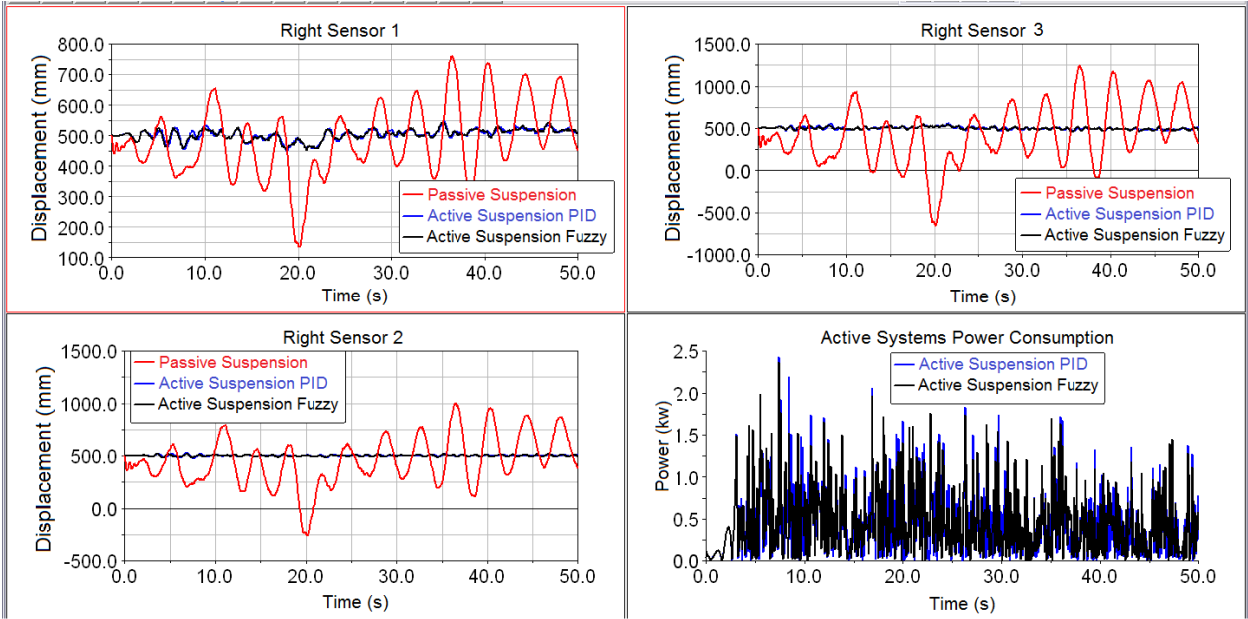 Right Sensor 1
800.0
700.0
600.0
500.0
400.0
300.0
200.0
100.0
Displacement (mm)
Passive Suspension
Active Suspension PID
Active Suspension Fuzzy
0.0 10.0 20.0 30.0 40.0 50.0
Time (s)
Right Sensor 3
1500.0
1000.0
500.0
0.0
-500.0
-1000.0
Displacement (mm)
Passive Suspension
Active Suspension PID
Active Suspension Fuzzy
0.0 10.0 20.0 30.0 40.0 50.0
Time (s)
Right Sensor 2
1500.0
1000.0
500.0
0.0
-500.0
Displacement (mm)
Passive Suspension
Active Suspension PID
Active Suspension Fuzzy
0.0 10.0 20.0 30.0 40.0 50.0
Time (s)
Active Systems Power Consumption
2.5
2.0
1.5
1.0
0.5
0.0
Power (kw)
Active Suspension PID
Active Suspension Fuzzy
0.0 10.0 20.0 30.0 40.0 50.0
Time (s)